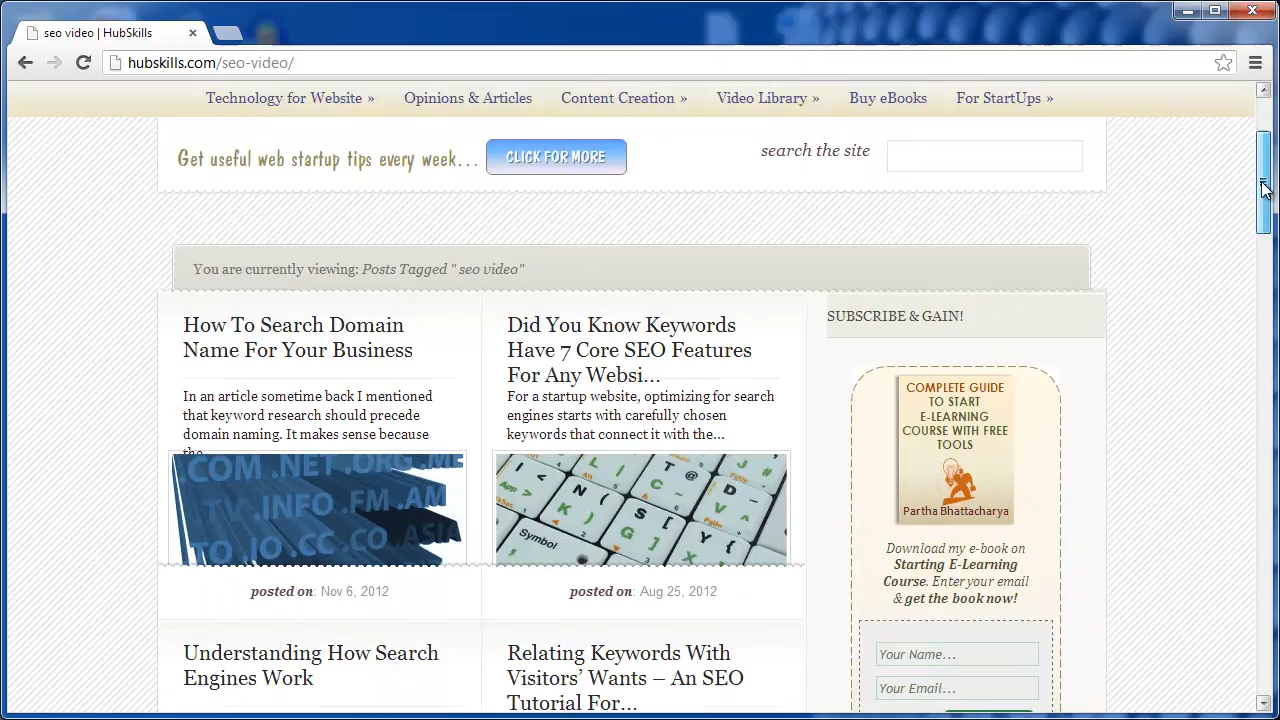 seo video | HubSkills
hubskills.com/seo-video/
Technology for Website » Opinions & Articles Content Creation » Video Library » Buy eBooks For StartUps »
Get useful web startup tips every week...
CLICK FOR MORE
search the site
You are currently viewing: Posts Tagged " seo video"
How To Search Domain
Name For Your Business
In an article sometime back I mentioned
that keyword research should precede
domain naming. It makes sense because
the...
.COM .NET .ORG .ME
TV .INFO .FM .AM
TO .IO .CC .CO ASIA
posted on: Nov 6, 2012
Did You Know Keywords
Have 7 Core SEO Features
For Any Websi...
For a startup website, optimizing for search
engines starts with carefully chosen
keywords that connect it with the...
Symbol
posted on: Aug 25, 2012
Understanding How Search
Engines Work
Relating Keywords With
Visitors’ Wants – An SEO
Tutorial For...
SUBSCRIBE & GAIN!
COMPLETE GUIDE
TO START
E-LEARNING
COURSE WITH FREE
TOOLS
Partha Bhattacharya
Download my e-book on
Starting E-Learning
Course. Enter your email
& get the book now!
Your Name...
Your Email...